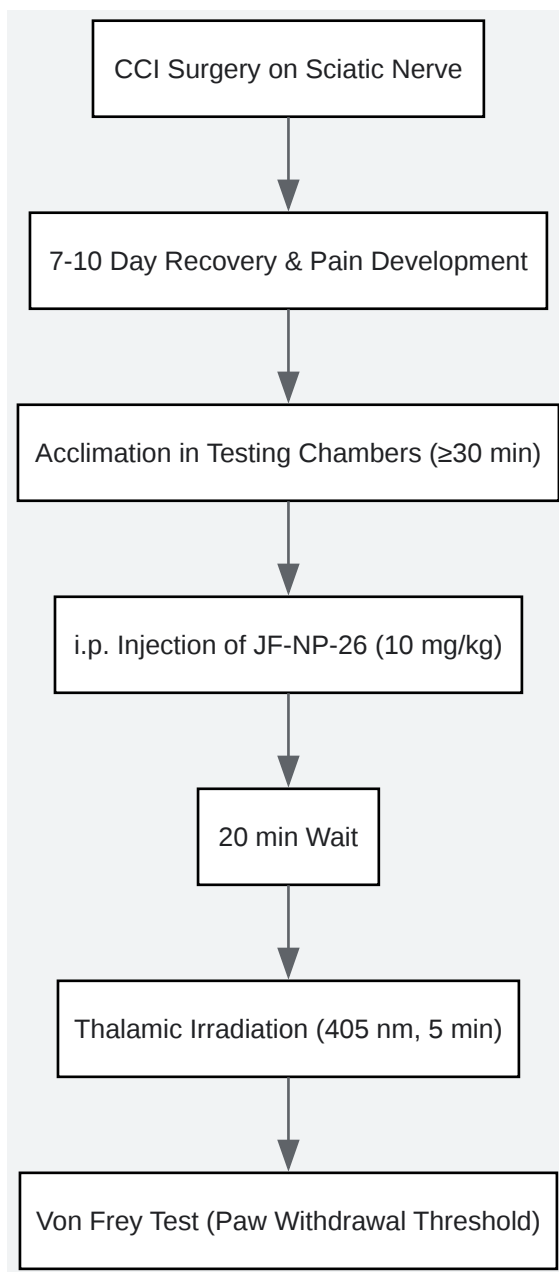 CCI Surgery on Sciatic Nerve
7-10 Day Recovery & Pain Development
Acclimation in Testing Chambers (≥30 min)
i.p. Injection of JF-NP-26 (10 mg/kg)
20 min Wait
Thalamic Irradiation (405 nm, 5 min)
Von Frey Test (Paw Withdrawal Threshold)